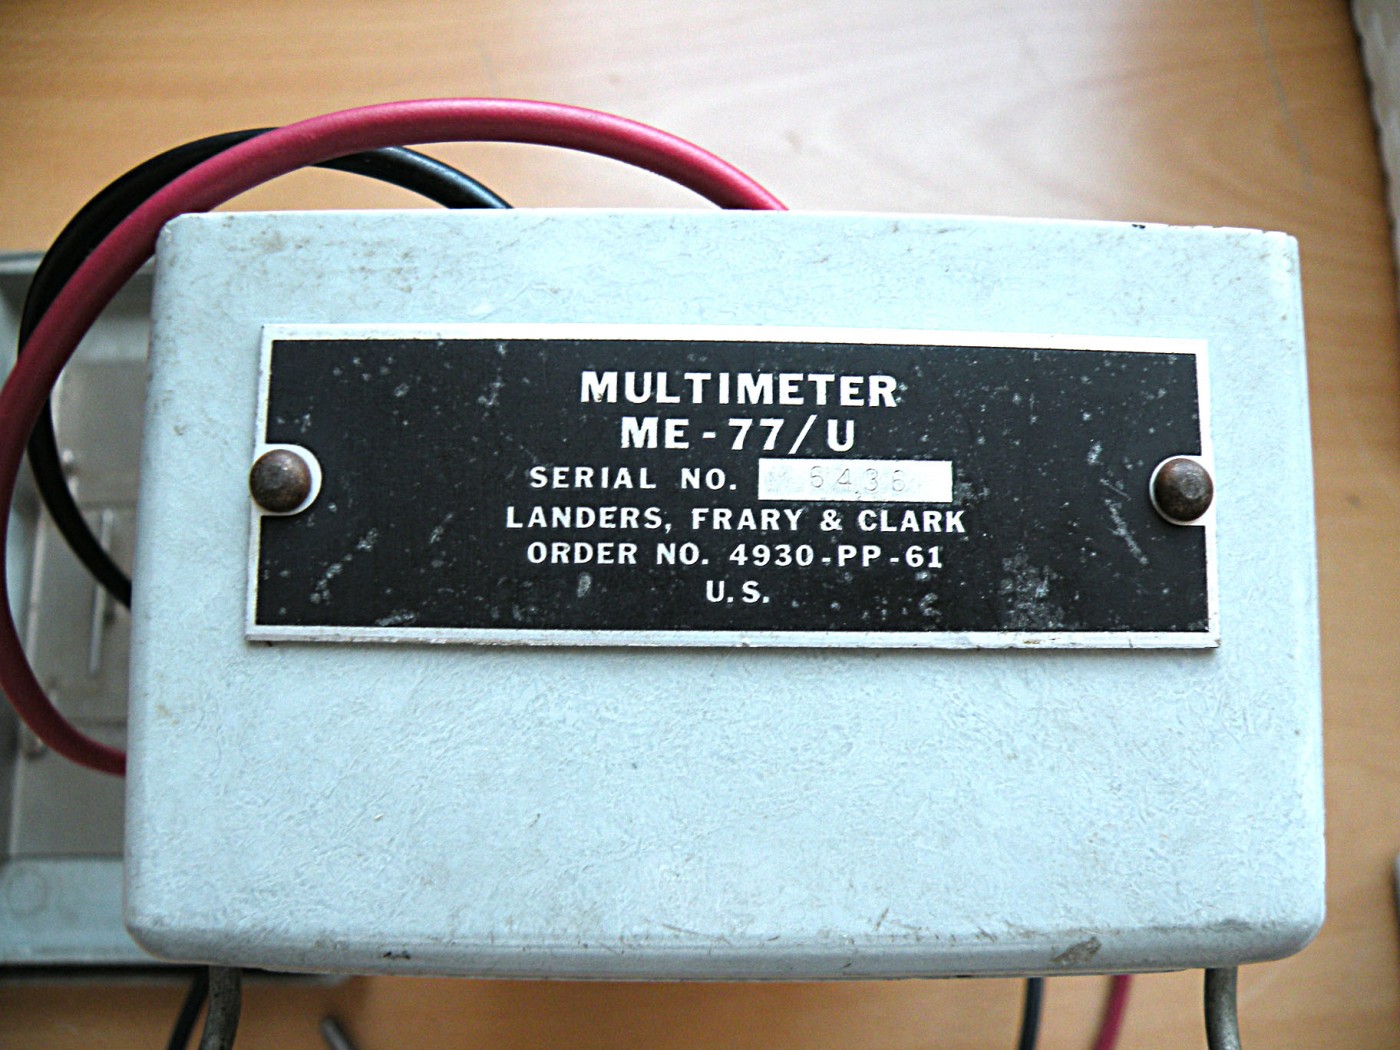 MULTIMETER
ME-77/U
SERIAL NO. 6436
LANDERS, FRARY & CLARK
ORDER NO. 4930-PP-61
U.S.